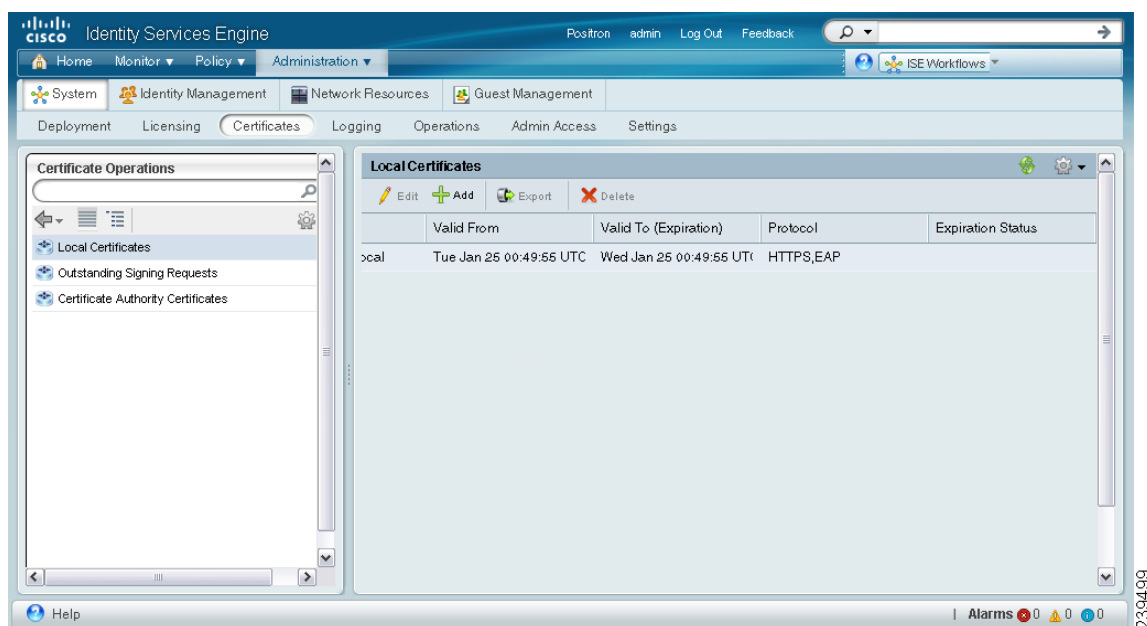 cisco Identity Services Engine Positron admin Log Out Feedback
Home Monitor Policy Administration ISE Workflows
System Identity Management Network Resources Guest Management
Deployment Licensing Certificates Logging Operations Admin Access Settings
Certificate Operations
Local Certificates
Outstanding Signing Requests
Certificate Authority Certificates
Local Certificates
Edit Add Export Delete
Valid From Valid To (Expiration) Protocol Expiration Status
ocal Tue Jan 25 00:49:55 UTC Wed Jan 25 00:49:55 UT( HTTPS,EAP
Help Alarms 0 0 0
239499